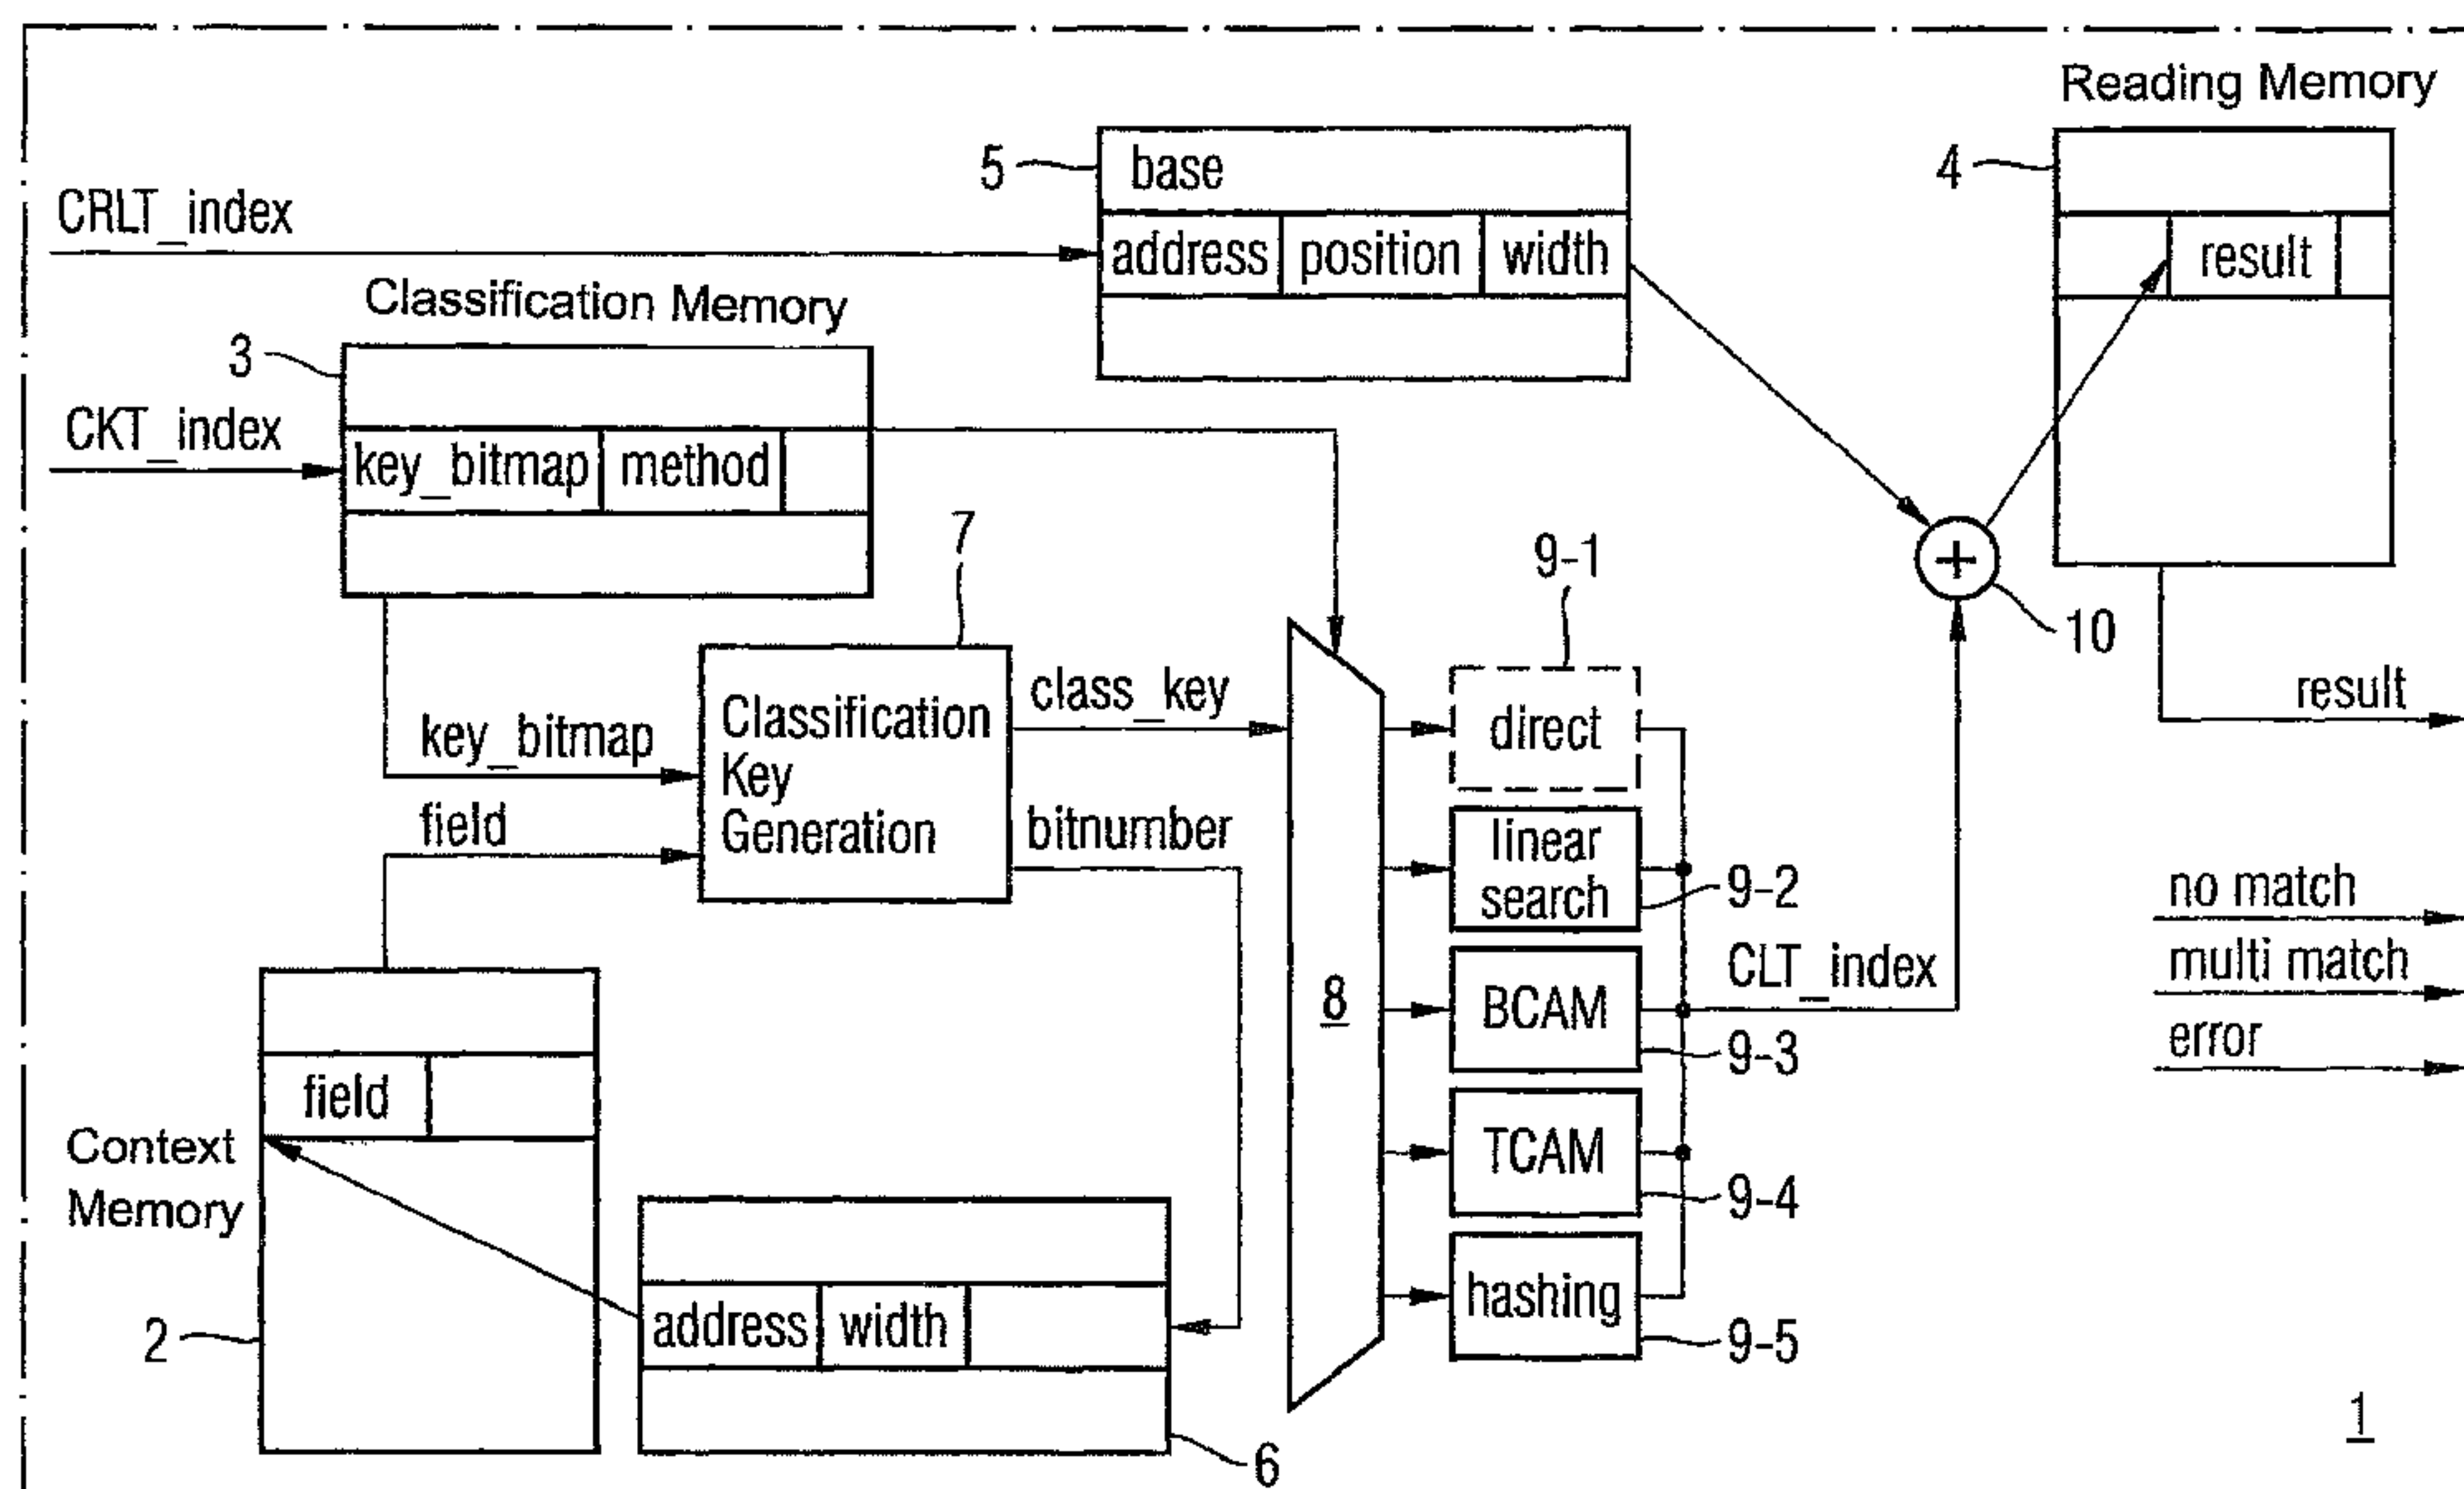 Reading Memory
5
base
4
CRLT_index
address position width
result
Classification Memory
3
CKT_index
key_bitmap method
7
9-1
10
class_key
result
Classification
Key
Generation
key_bitmap
direct
field
bitnumber
linear
search
9-2
no match
CLT_index
multi match
8
BCAM
9-3
error
field
Context
Memory
TCAM
9-4
2
address width
hashing
9-5
1
6